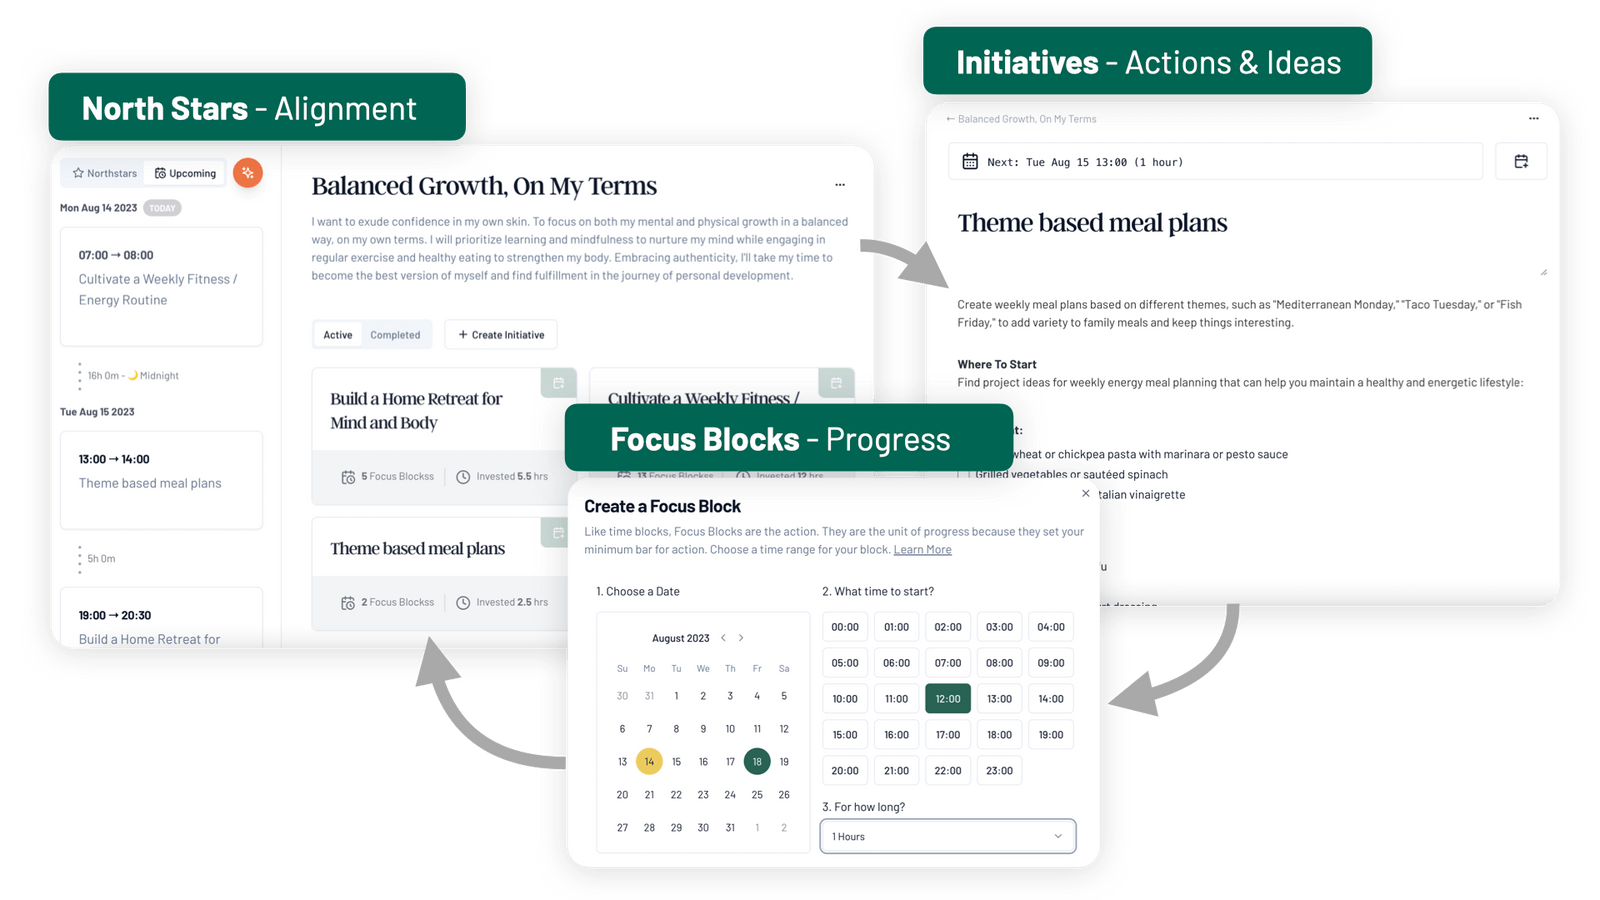 North Stars - Alignment
Northstars
Upcoming
Mon Aug 14 2023 TODAY
07:00 → 08:00
Cultivate a Weekly Fitness /
Energy Routine
16h 0m - 🌙 Midnight
Tue Aug 15 2023
13:00 → 14:00
Theme based meal plans
5h 0m
19:00 → 20:30
Build a Home Retreat for
Balanced Growth, On My Terms
...
I want to exude confidence in my own skin. To focus on both my mental and physical growth in a balanced
way, on my own terms. I will prioritize learning and mindfulness to nurture my mind while engaging in
regular exercise and healthy eating to strengthen my body. Embracing authenticity, I'll take my time to
become the best version of myself and find fulfillment in the journey of personal development.
Active
Completed
+ Create Initiative
Build a Home Retreat for
Mind and Body
5 Focus Blockss
Invested 5.5 hrs
Cultivate a Weekly Fitness /
13 Focus Blockss
Invested 12 hrs
Theme based meal plans
2 Focus Blockss
Invested 2.5 hrs
Initiatives - Actions & Ideas
← Balanced Growth, On My Terms
...
Next: Tue Aug 15 13:00 (1 hour)
Theme based meal plans
Create weekly meal plans based on different themes, such as "Mediterranean Monday," "Taco Tuesday," or "Fish
Friday," to add variety to family meals and keep things interesting.
Where To Start
Find project ideas for weekly energy meal planning that can help you maintain a healthy and energetic lifestyle:
wheat or chickpea pasta with marinara or pesto sauce
Grilled vegetables or sautéed spinach
vinaigrette
dressing
Focus Blocks - Progress
Create a Focus Block
×
Like time blocks, Focus Blocks are the action. They are the unit of progress because they set your
minimum bar for action. Choose a time range for your block. Learn More
1. Choose a Date
August 2023 < >
Su Mo Tu We Th Fr Sa
30 31 1 2 3 4 5
6 7 8 9 10 11 12
13 14 15 16 17 18 19
20 21 22 23 24 25 26
27 28 29 30 31 1 2
2. What time to start?
00:00 01:00 02:00 03:00 04:00
05:00 06:00 07:00 08:00 09:00
10:00 11:00 12:00 13:00 14:00
15:00 16:00 17:00 18:00 19:00
20:00 21:00 22:00 23:00
3. For how long?
1 Hours